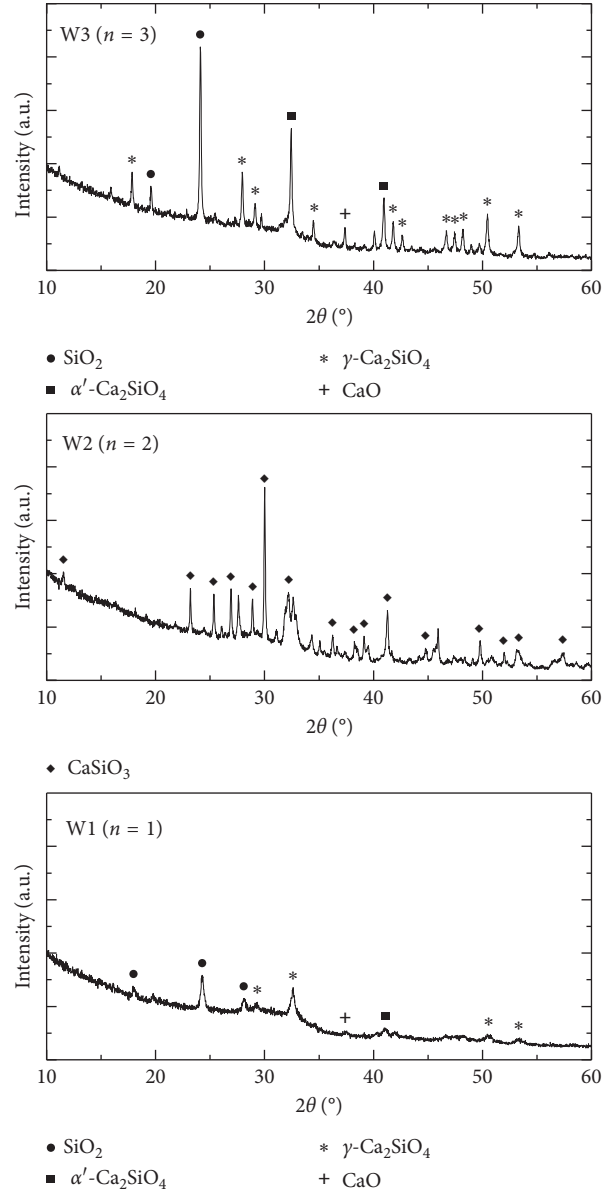 W3 (n = 3)
Intensity (a.u.)
10 20 30 40 50 60
2θ (°)
SiO₂ γ-Ca₂SiO₄
α′-Ca₂SiO₄ CaO
W2 (n = 2)
Intensity (a.u.)
10 20 30 40 50 60
2θ (°)
CaSiO₃
W1 (n = 1)
Intensity (a.u.)
10 20 30 40 50 60
2θ (°)
SiO₂ γ-Ca₂SiO₄
α′-Ca₂SiO₄ CaO